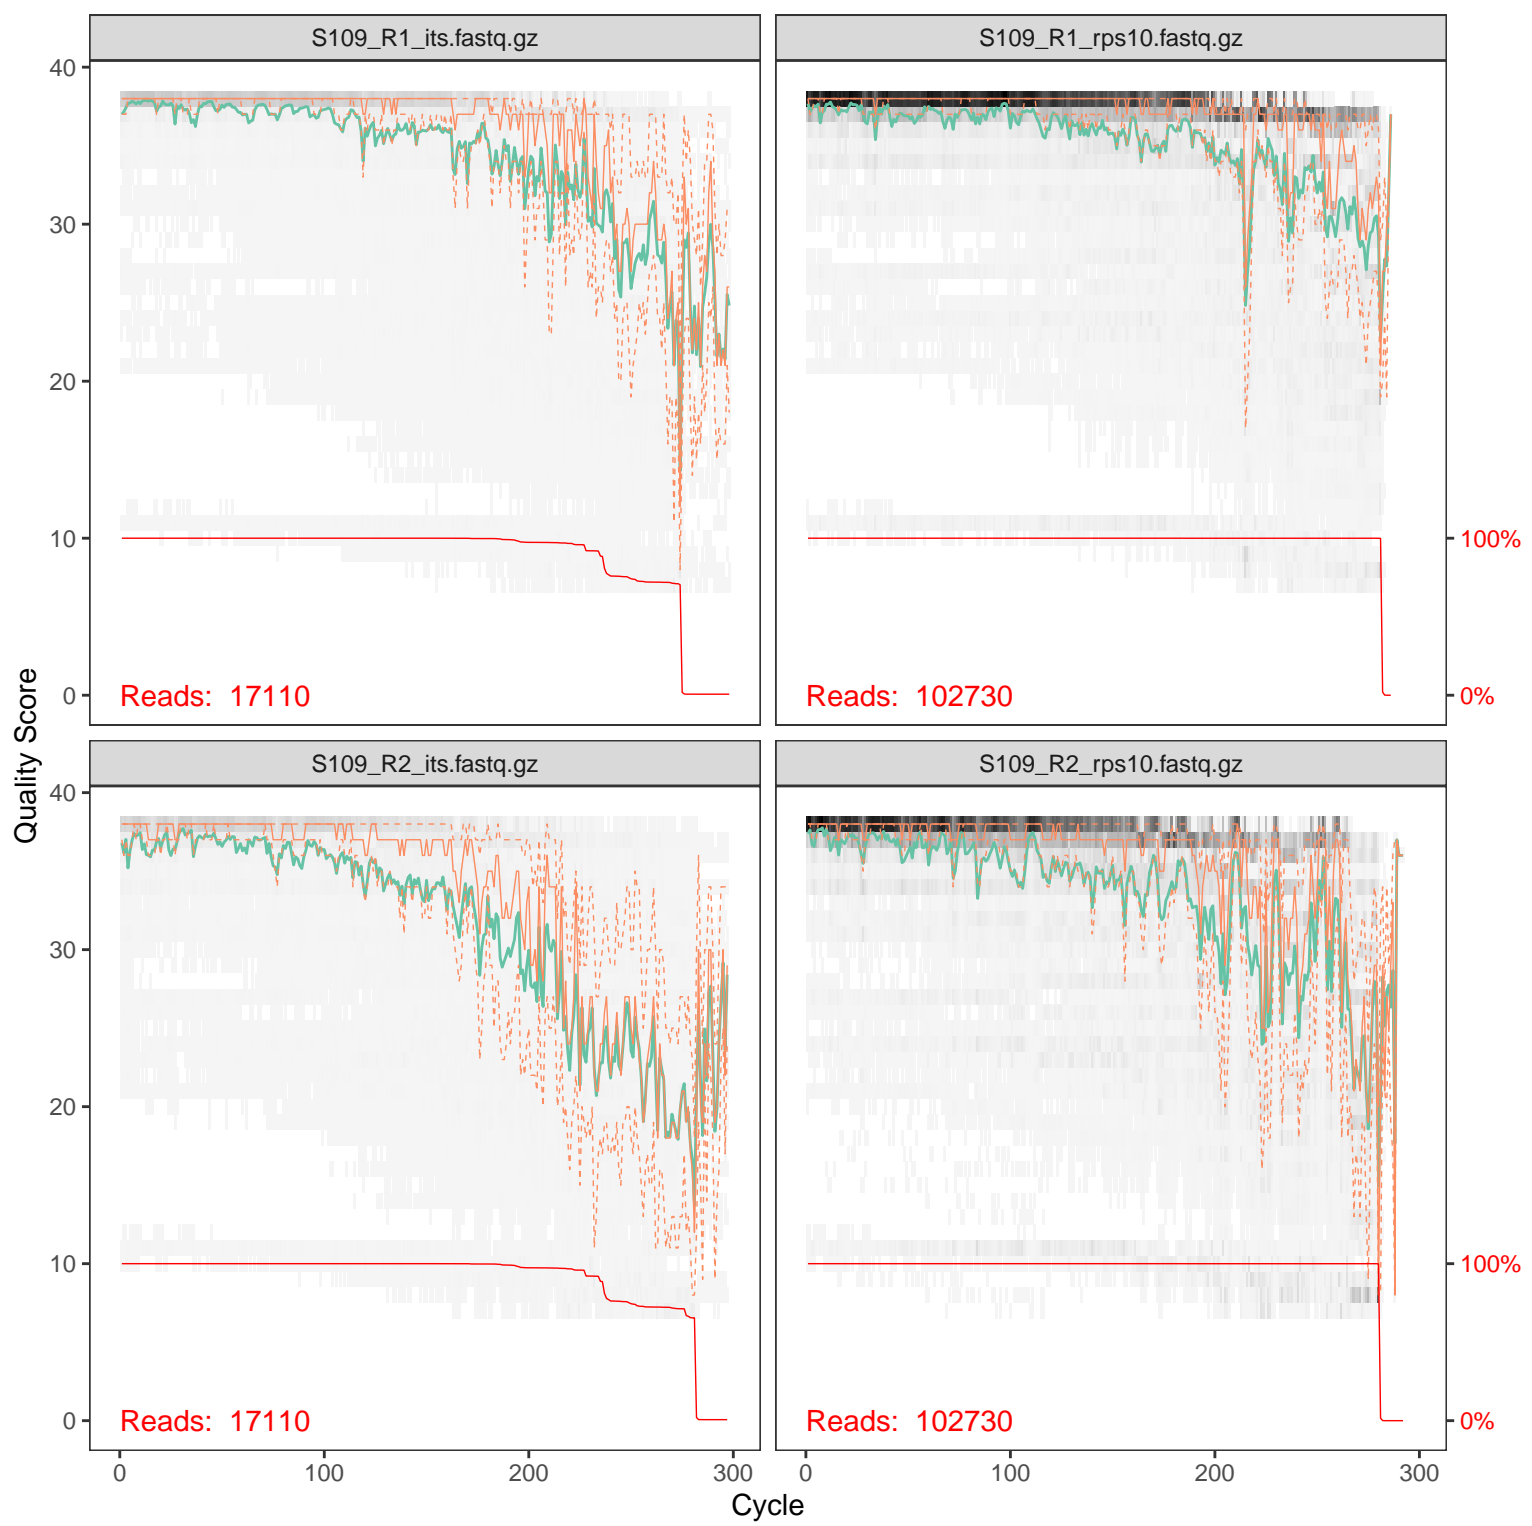 S109_R1_its.fastq.gz
S109_R1_rps10.fastq.gz
40
30
20
10
0
100%
0%
Reads: 17110
Reads: 102730
Quality Score
S109_R2_its.fastq.gz
S109_R2_rps10.fastq.gz
40
30
20
10
0
100%
0%
Reads: 17110
Reads: 102730
0 100 200 300
0 100 200 300
Cycle